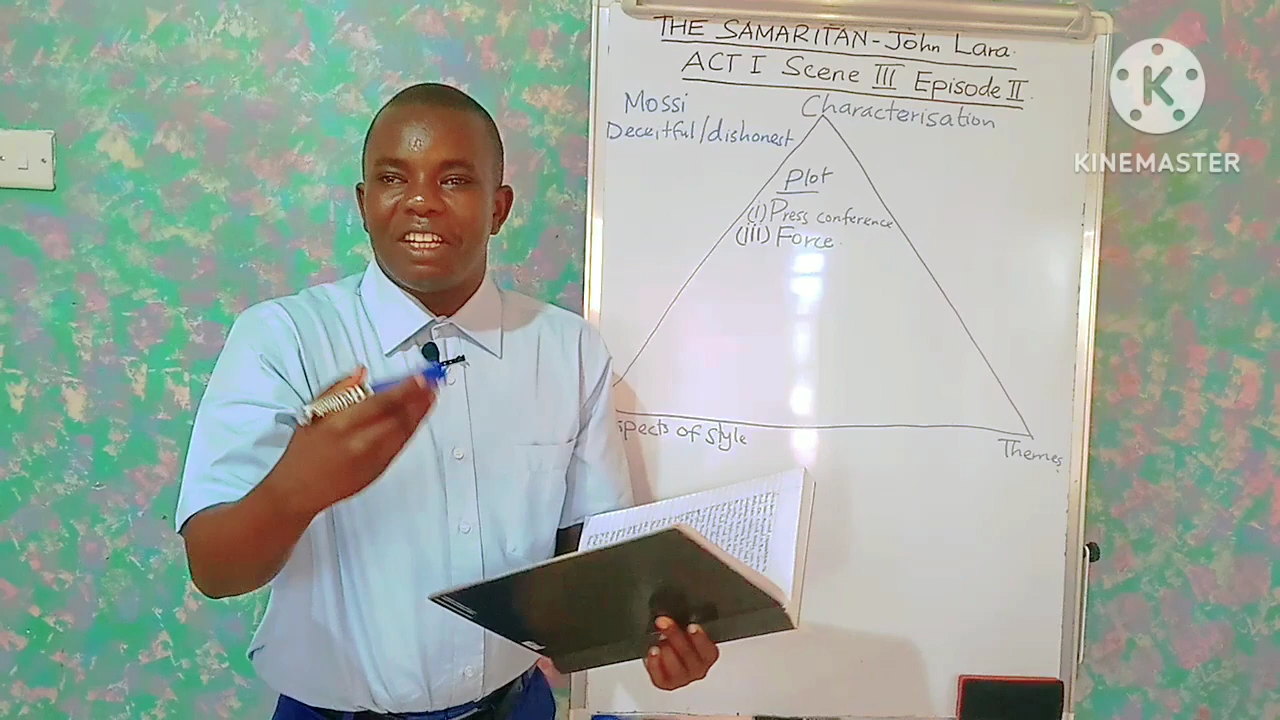 THE SAMARITAN - John Lara.
ACT I Scene III Episode II.
Mossi
Characterisation
Deceitful/dishonest
Plot
(i) Press conference
(iii) Force.
spects of style
Themes
K
KINEMASTER